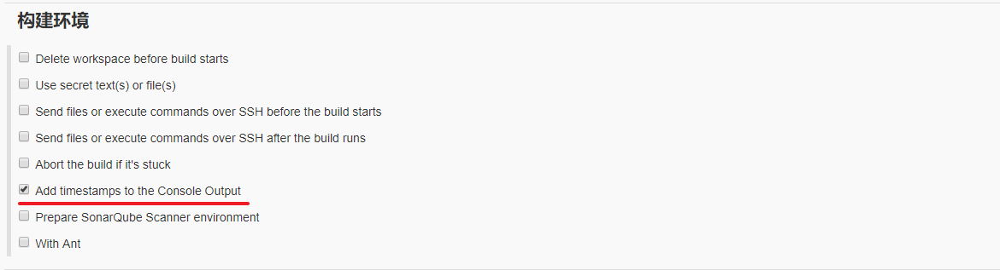 构建环境
Delete workspace before build starts
Use secret text(s) or file(s)
Send files or execute commands over SSH before the build starts
Send files or execute commands over SSH after the build runs
Abort the build if it's stuck
Add timestamps to the Console Output
Prepare SonarQube Scanner environment
With Ant